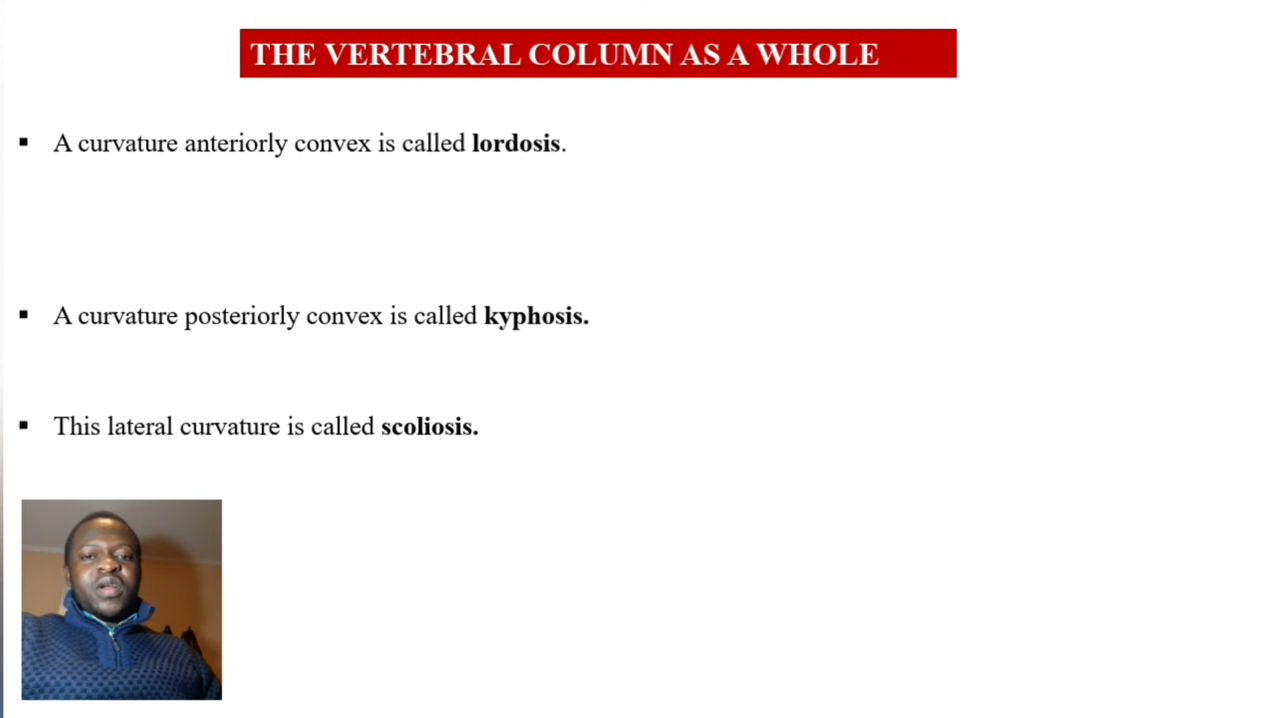 THE VERTEBRAL COLUMN AS A WHOLE
▪ A curvature anteriorly convex is called lordosis.
▪ A curvature posteriorly convex is called kyphosis.
▪ This lateral curvature is called scoliosis.